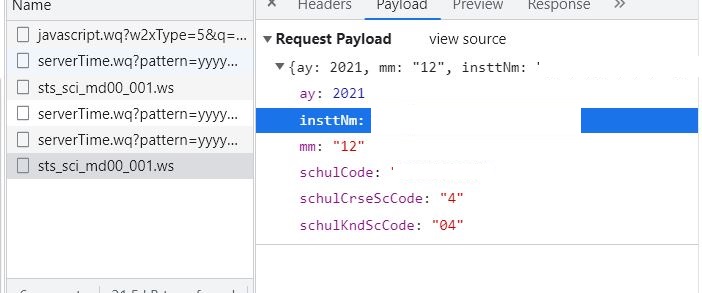 Name
javascript.wq?w2xType=5&q=...
serverTime.wq?pattern=yyyy...
sts_sci_md00_001.ws
serverTime.wq?pattern=yyyy...
serverTime.wq?pattern=yyyy...
sts_sci_md00_001.ws
× Headers Payload Preview Response »
▼Request Payload view source
▼{ay: 2021, mm: "12", insttNm: '
ay: 2021
insttNm:
mm: "12"
schulCode: '
schulCrseScCode: "4"
schulKndScCode: "04"